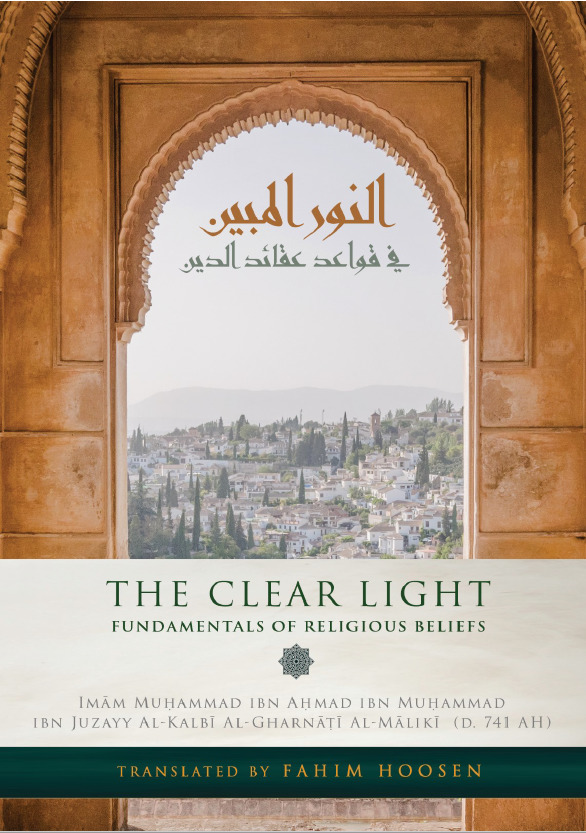 النور المبين
في قواعد عقائد الدين
THE CLEAR LIGHT
FUNDAMENTALS OF RELIGIOUS BELIEFS
IMĀM MUḤAMMAD IBN AḤMAD IBN MUḤAMMAD
IBN JUZAYY AL-KALBĪ AL-GHARNĀṬĪ AL-MĀLIKĪ (D. 741 AH)
TRANSLATED BY FAHIM HOOSEN